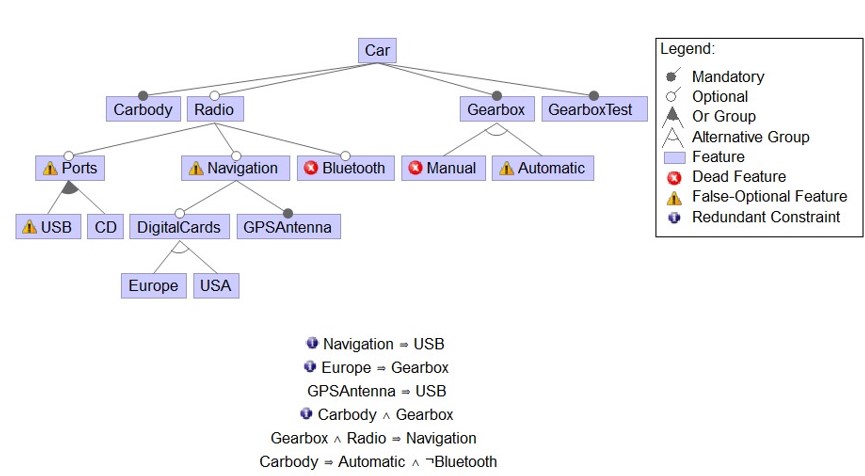 Car
Legend:
Mandatory
Optional
Or Group
Alternative Group
Feature
Dead Feature
False-Optional Feature
Redundant Constraint
Carbody
Radio
Gearbox
GearboxTest
Ports
Navigation
Bluetooth
Manual
Automatic
USB
CD
DigitalCards
GPSAntenna
Europe
USA
Navigation ⇒ USB
Europe ⇒ Gearbox
GPSAntenna ⇒ USB
Carbody ∧ Gearbox
Gearbox ∧ Radio ⇒ Navigation
Carbody ⇒ Automatic ∧ ¬Bluetooth